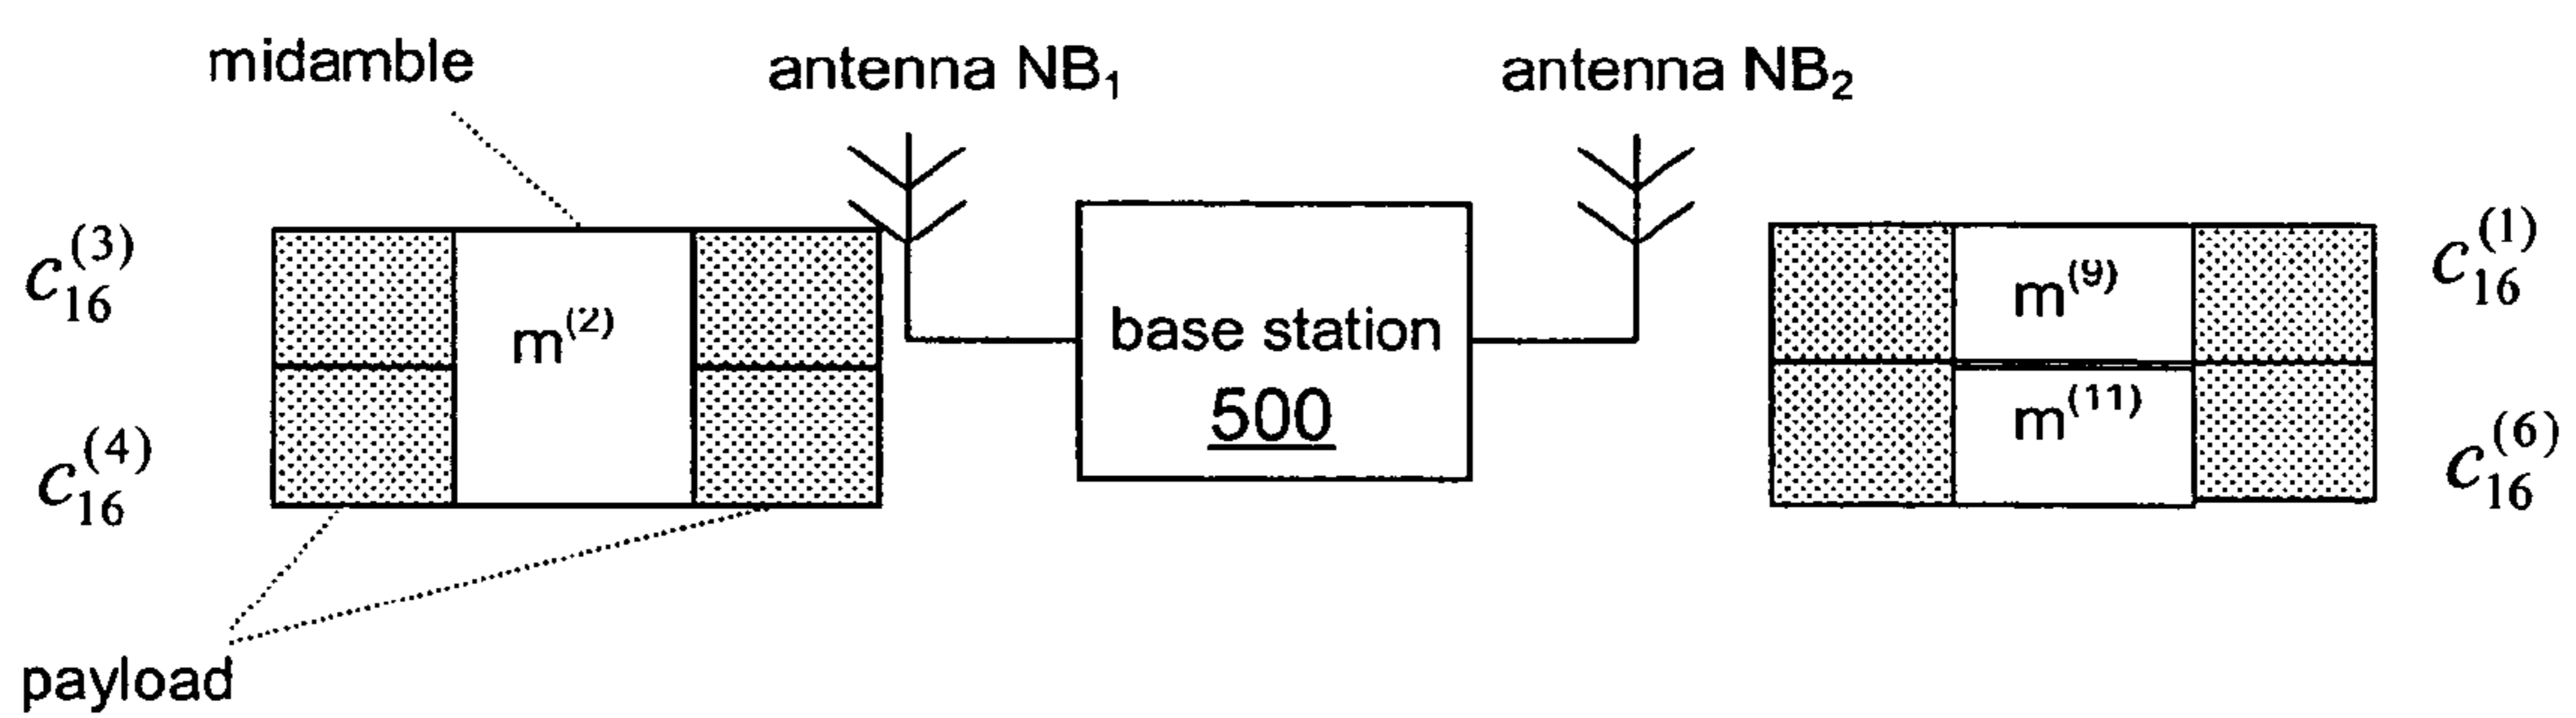 midamble
antenna NB₁
antenna NB₂
c₁₆⁽³⁾
m⁽²⁾
c₁₆⁽⁴⁾
base station
500
m⁽⁹⁾
c₁₆⁽¹⁾
m⁽¹¹⁾
c₁₆⁽⁶⁾
payload